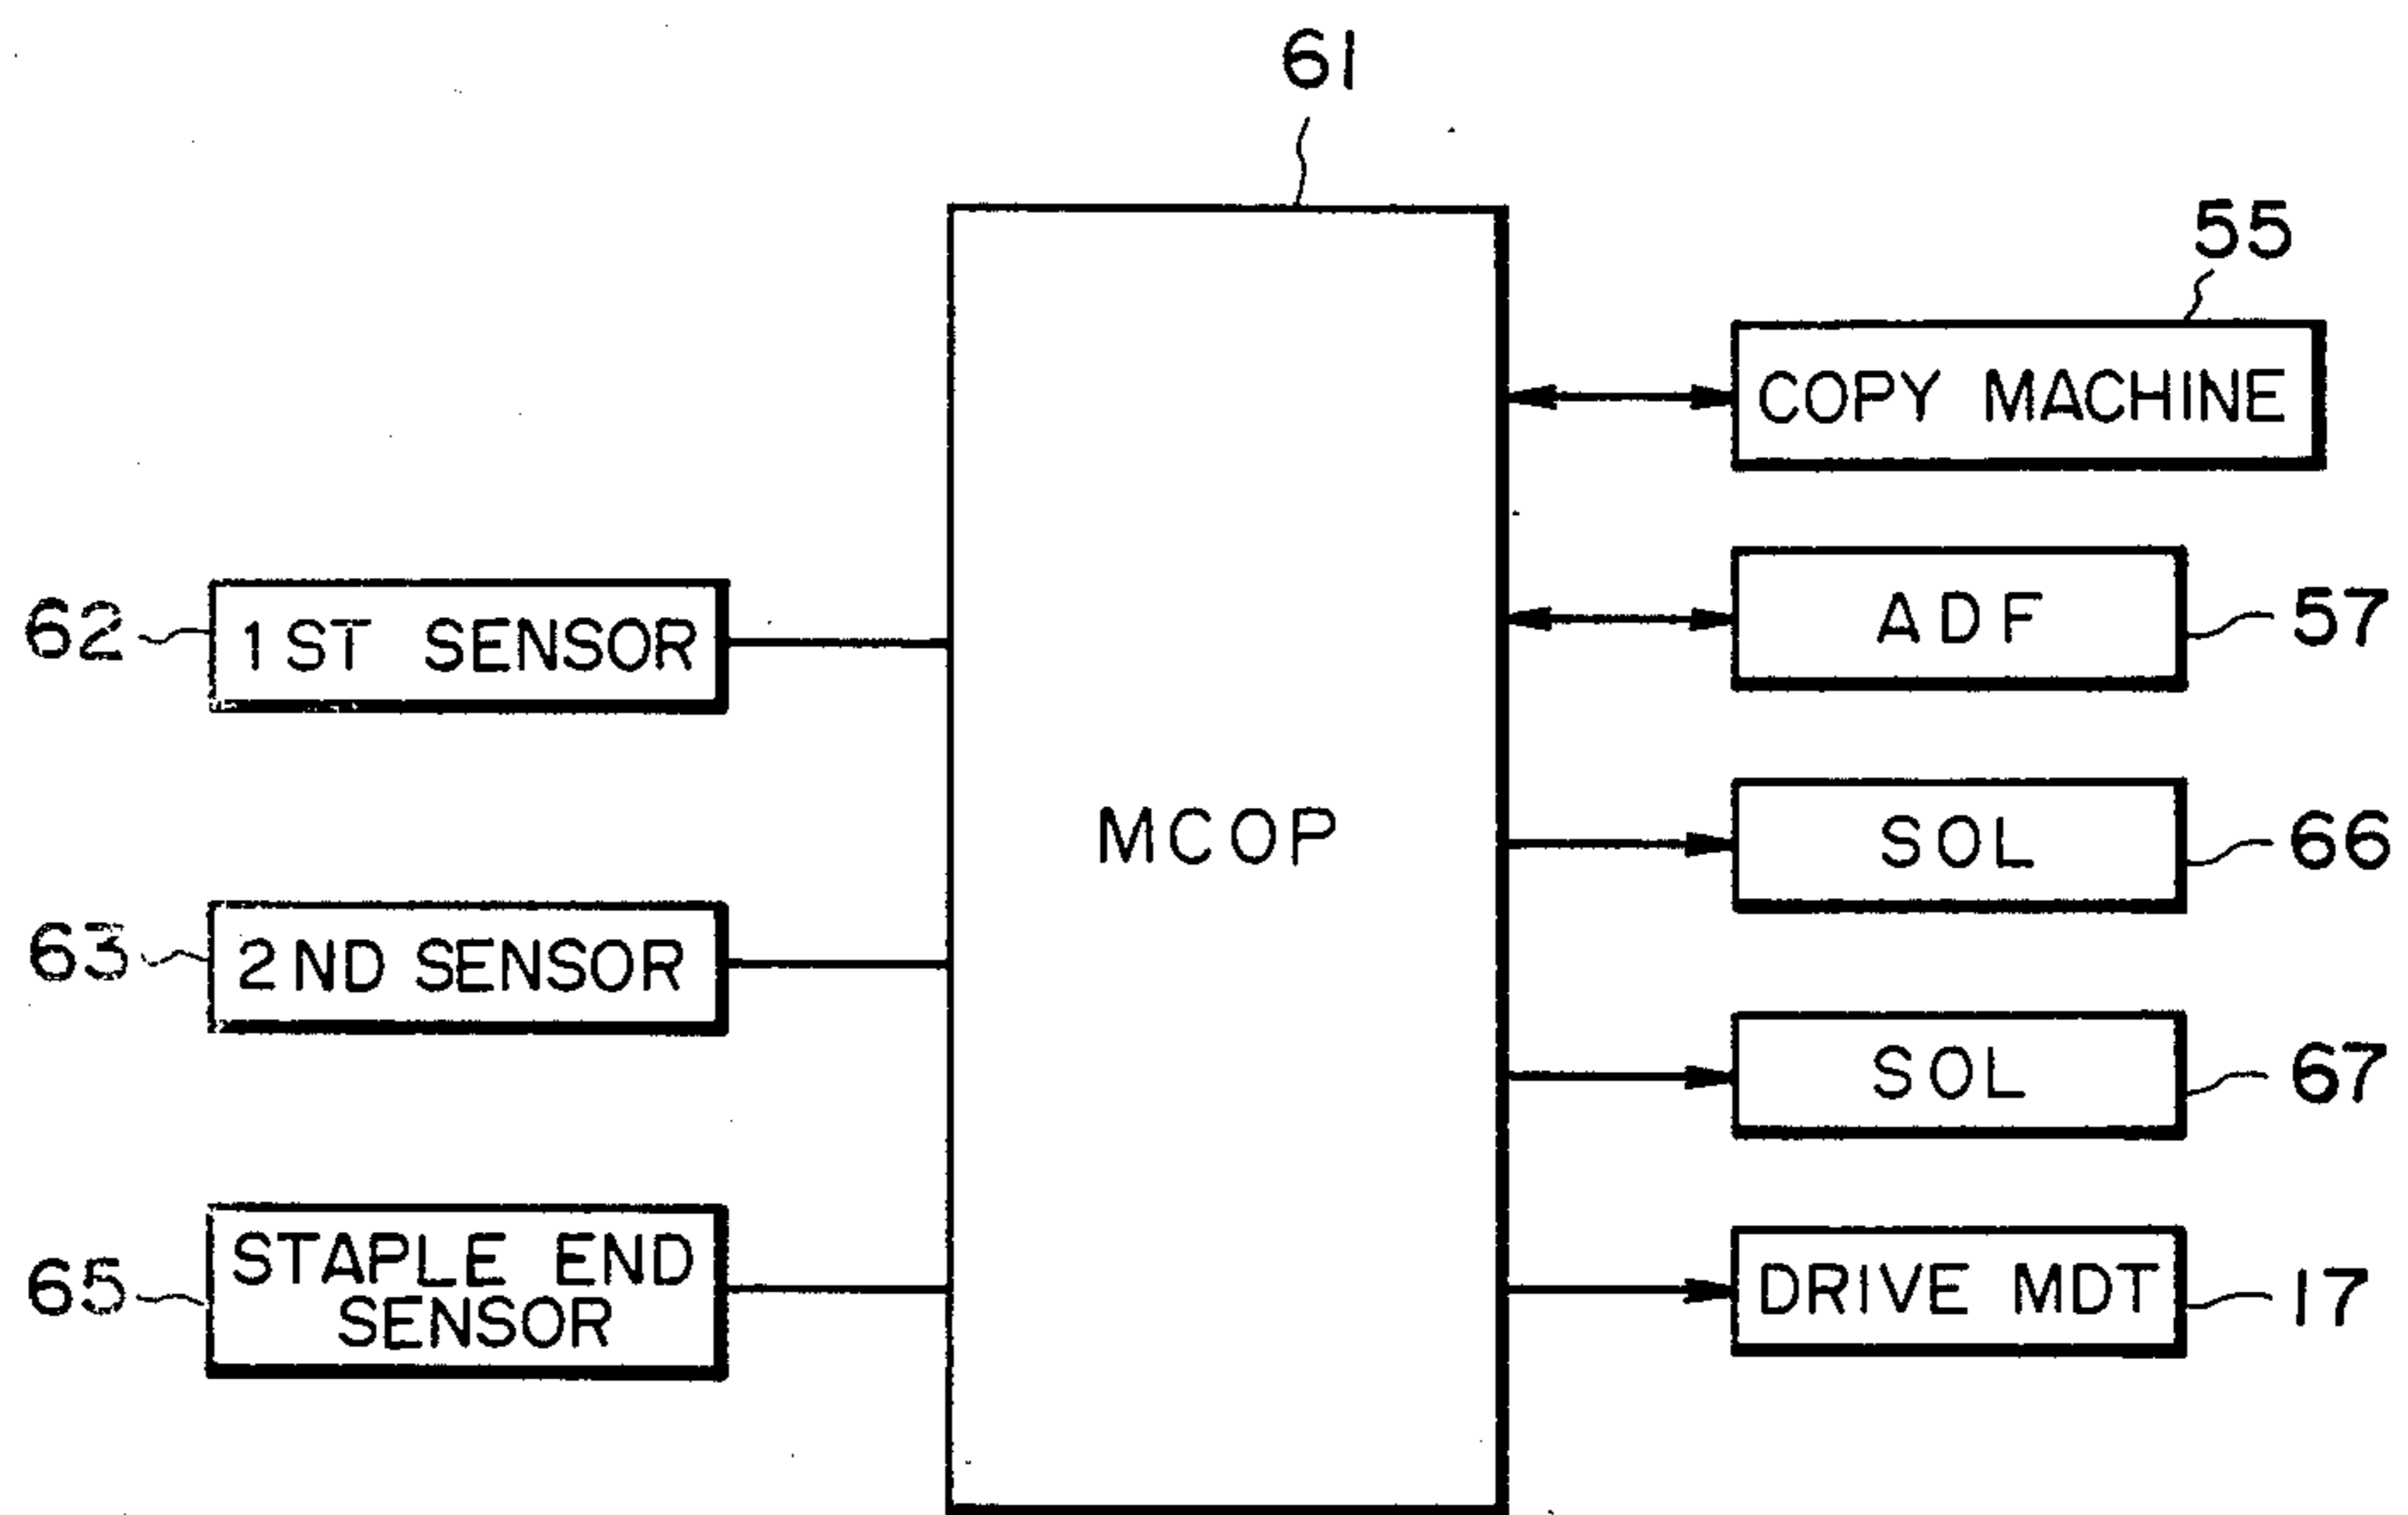 61
55
COPY MACHINE
62
1ST SENSOR
ADF
57
MCOP
SOL
66
63
2ND SENSOR
SOL
67
65
STAPLE END
SENSOR
DRIVE MDT
17